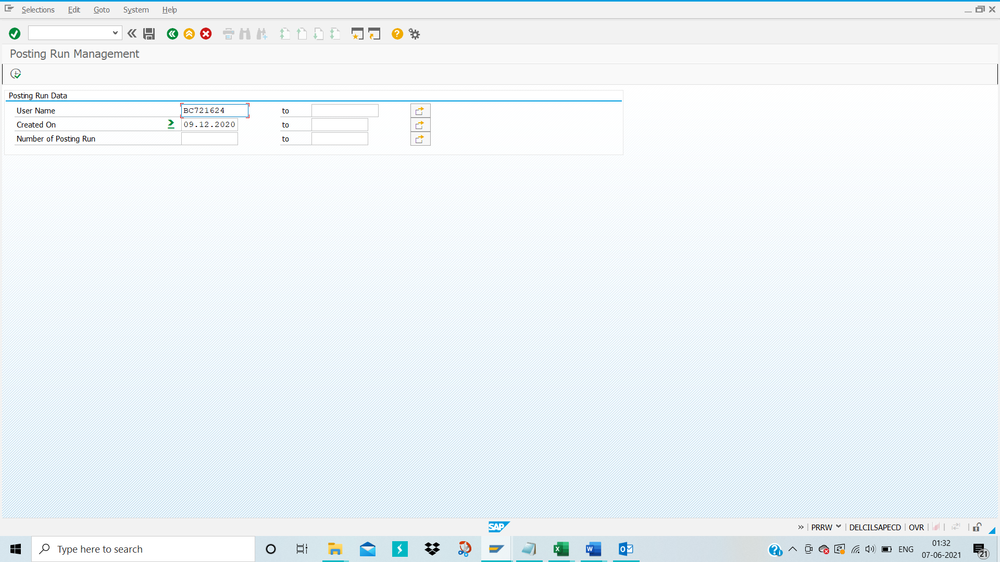 Selections Edit Goto System Help
Posting Run Management
Posting Run Data
User Name BC721624 to
Created On 09.12.2020 to
Number of Posting Run to
SAP
PRRW DELCILSAPECD OVR
Type here to search
ENG
01:32
07-06-2021
21